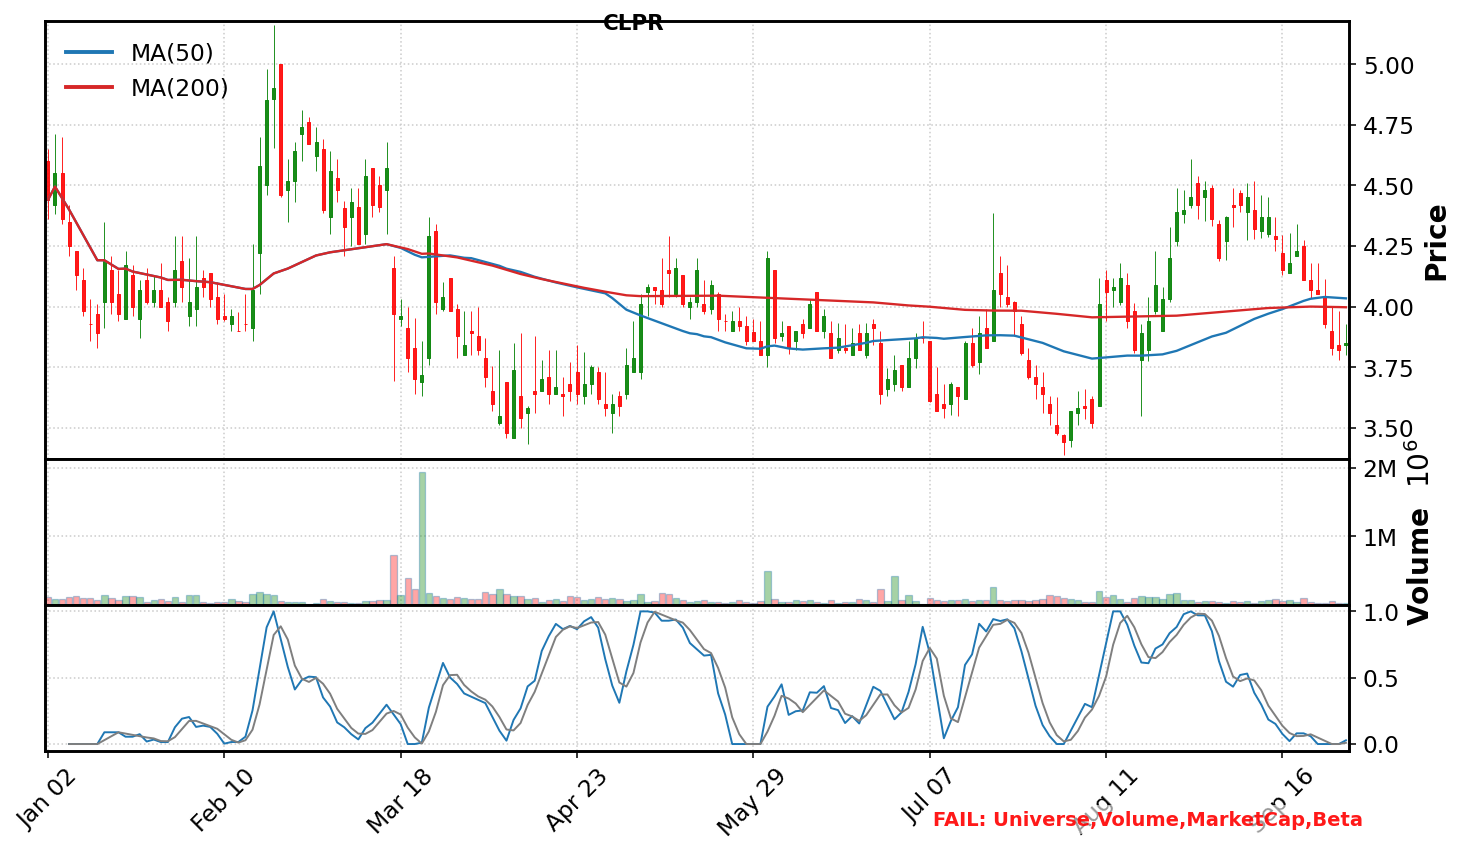 CLPR
MA(50)
MA(200)
5.00
4.75
4.50
4.25
4.00
3.75
3.50
Price
2M
1M
Volume 10^6
1.0
0.5
0.0
Jan 02
Feb 10
Mar 18
Apr 23
May 29
Jul 07
Aug 11
Sep 16
FAIL: Universe,Volume,MarketCap,Beta